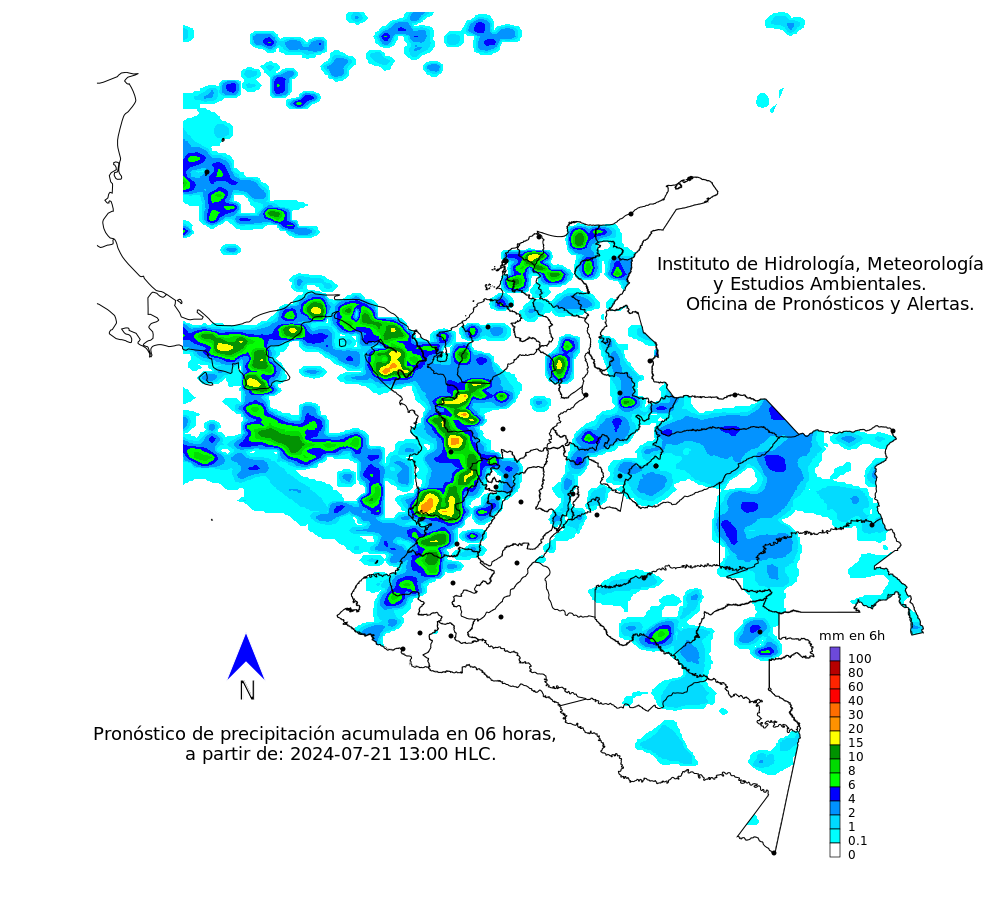 Instituto de Hidrología, Meteorología
y Estudios Ambientales.
Oficina de Pronósticos y Alertas.
mm en 6h
100
80
60
40
30
20
15
10
8
6
4
2
1
0.1
0
N
Pronóstico de precipitación acumulada en 06 horas,
a partir de: 2024-07-21 13:00 HLC.